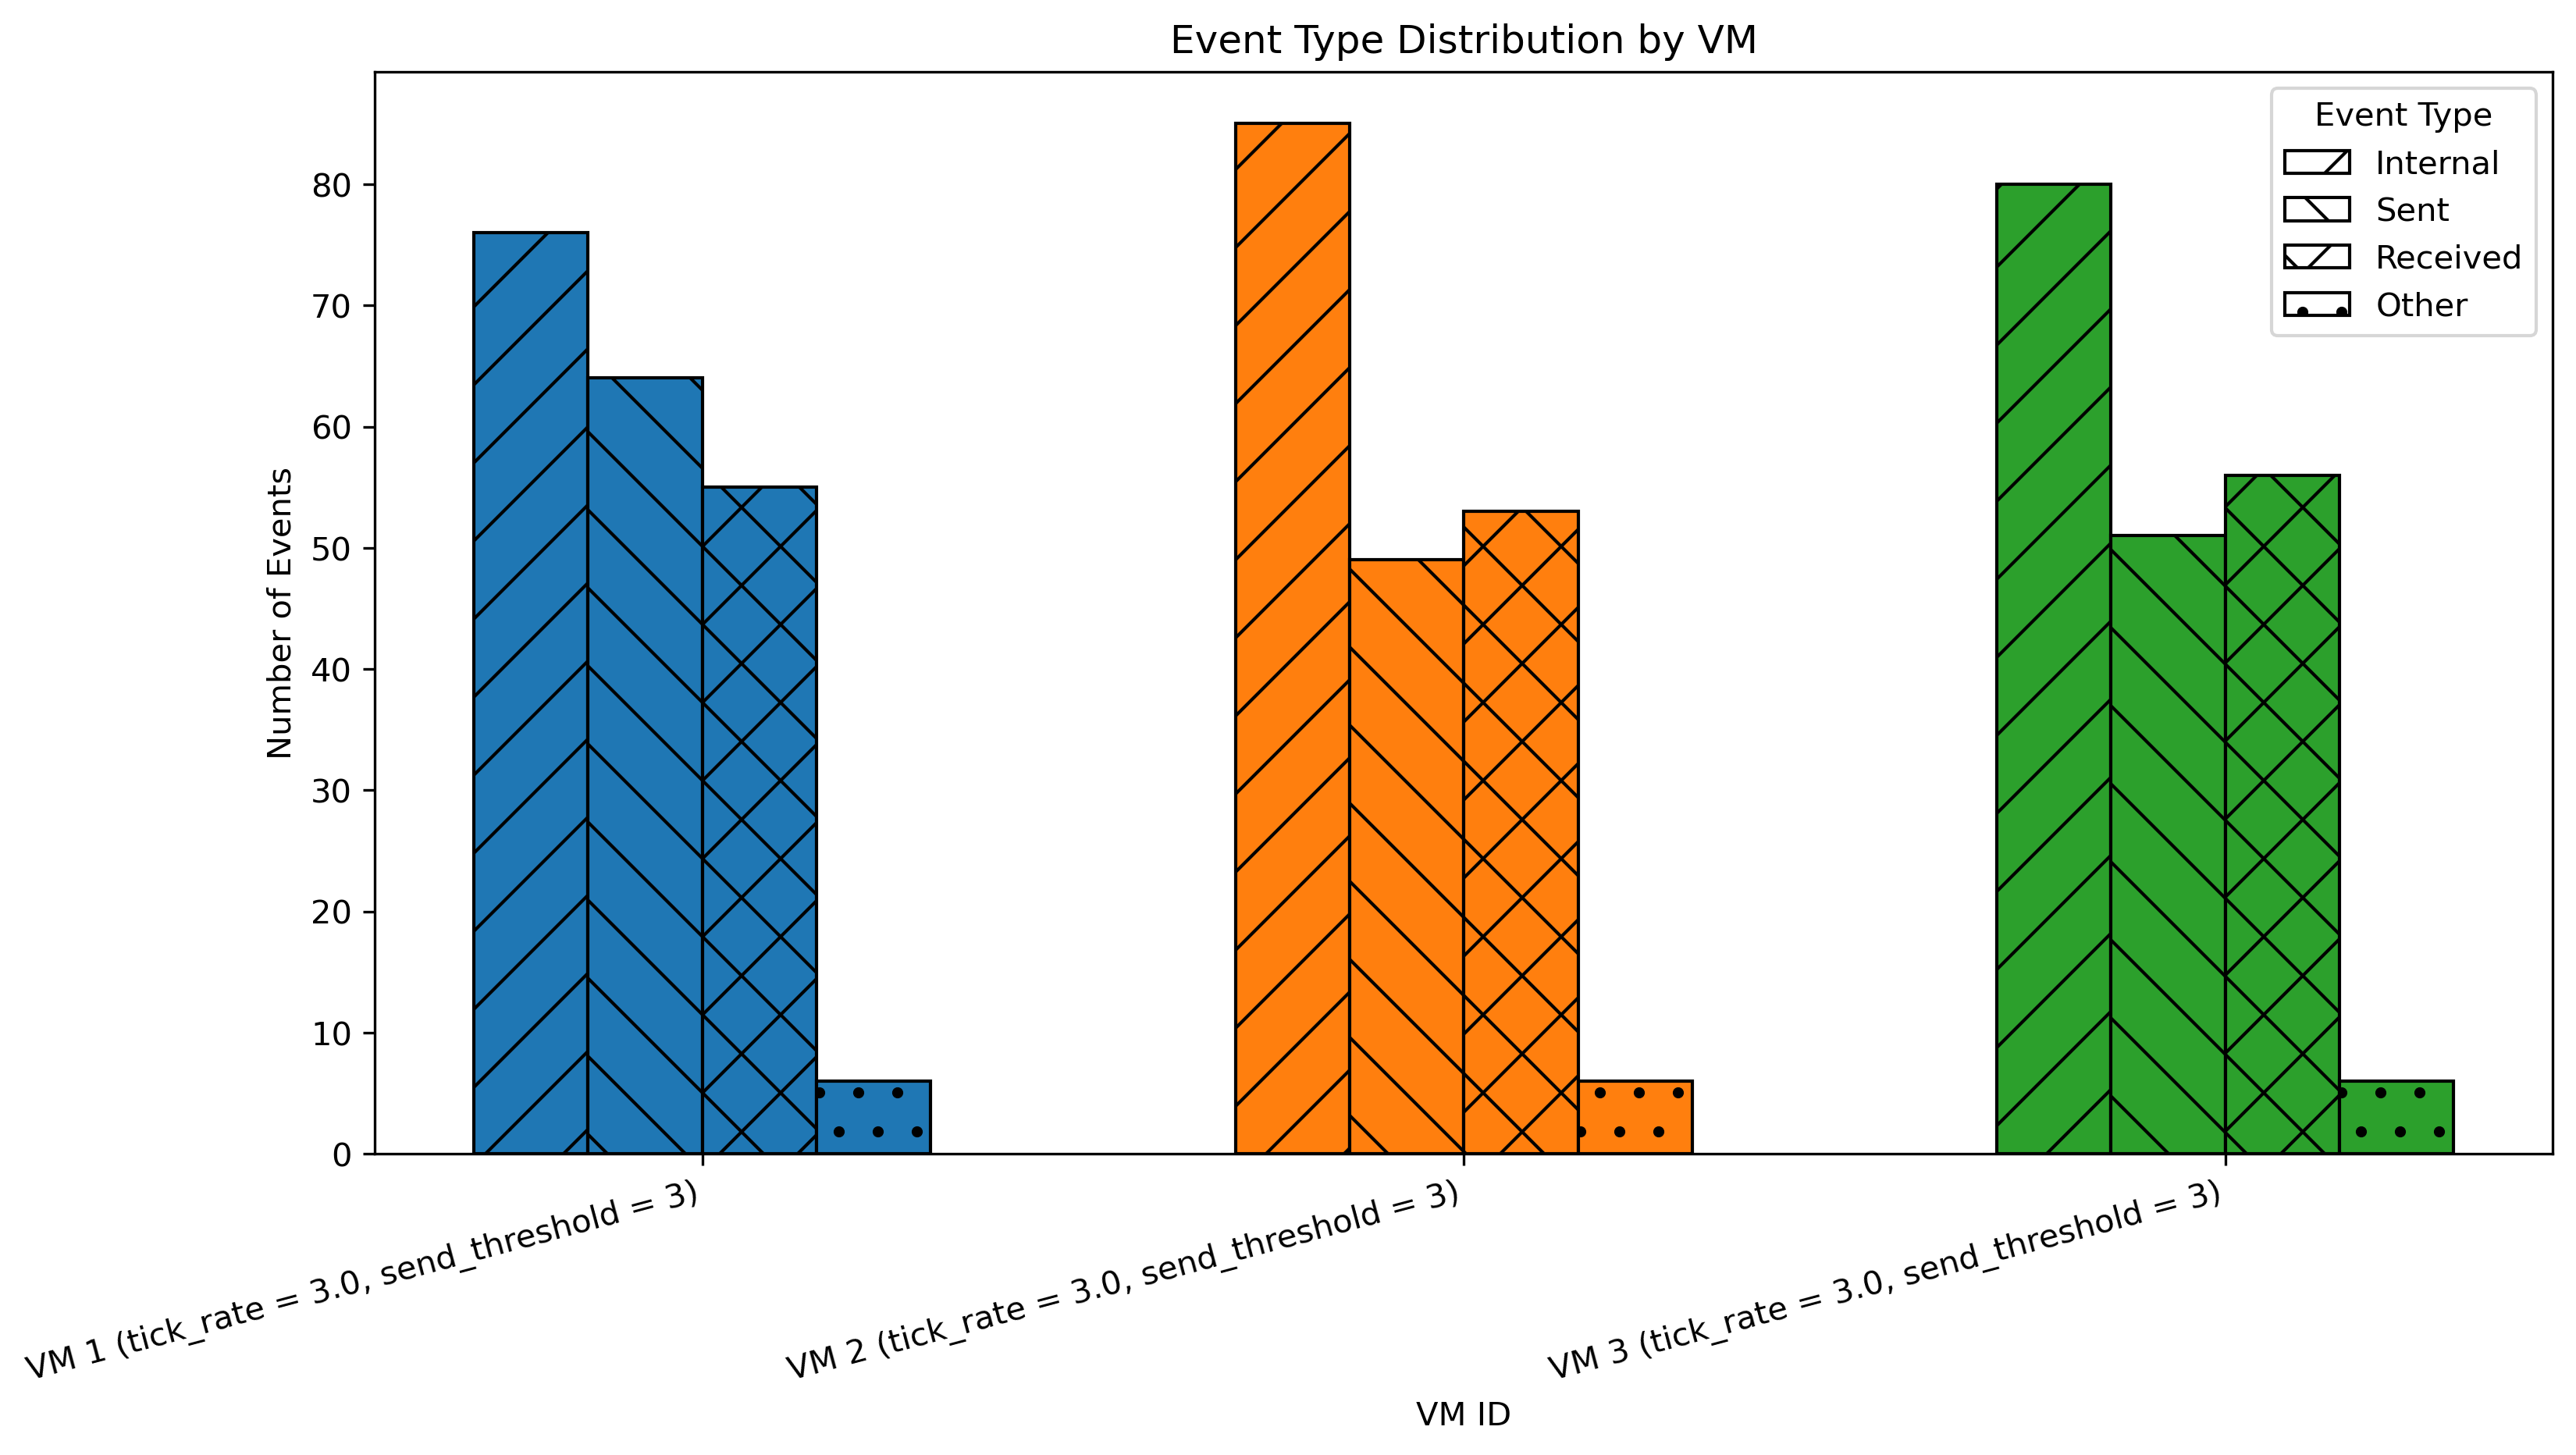 Event Type Distribution by VM
Number of Events
80
70
60
50
40
30
20
10
0
Event Type
Internal
Sent
Received
Other
VM 1 (tick_rate = 3.0, send_threshold = 3)
VM 2 (tick_rate = 3.0, send_threshold = 3)
VM 3 (tick_rate = 3.0, send_threshold = 3)
VM ID